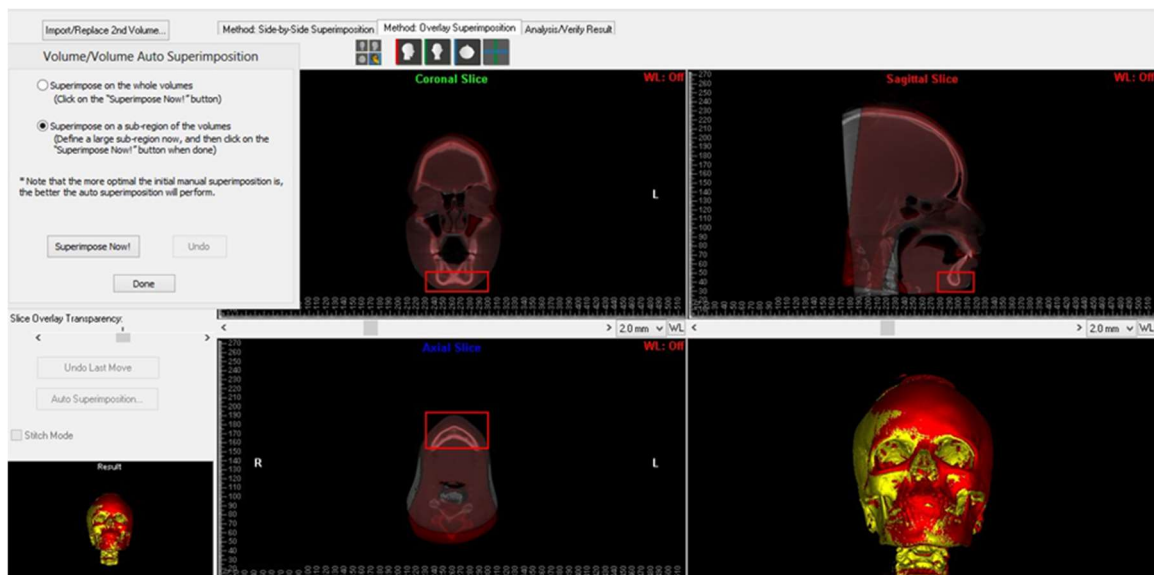 Import/Replace 2nd Volume...
Method: Side-by-Side Superimposition
Method: Overlay Superimposition
Analysis/Verify Result
Volume/Volume Auto Superimposition
Superimpose on the whole volumes
(Click on the "Superimpose Now!" button)
Superimpose on a sub-region of the volumes
(Define a large sub-region now, and then click on the
"Superimpose Now!" button when done)
* Note that the more optimal the initial manual superimposition is,
the better the auto superimposition will perform.
Superimpose Now!
Undo
Done
Slice Overlay Transparency:
Undo Last Move
Auto Superimposition...
Stitch Mode
Result
Coronal Slice
WL: Off
L
2.0 mm
WL
Sagittal Slice
WL: Off
2.0 mm
WL
Axial Slice
WL: Off
R
L